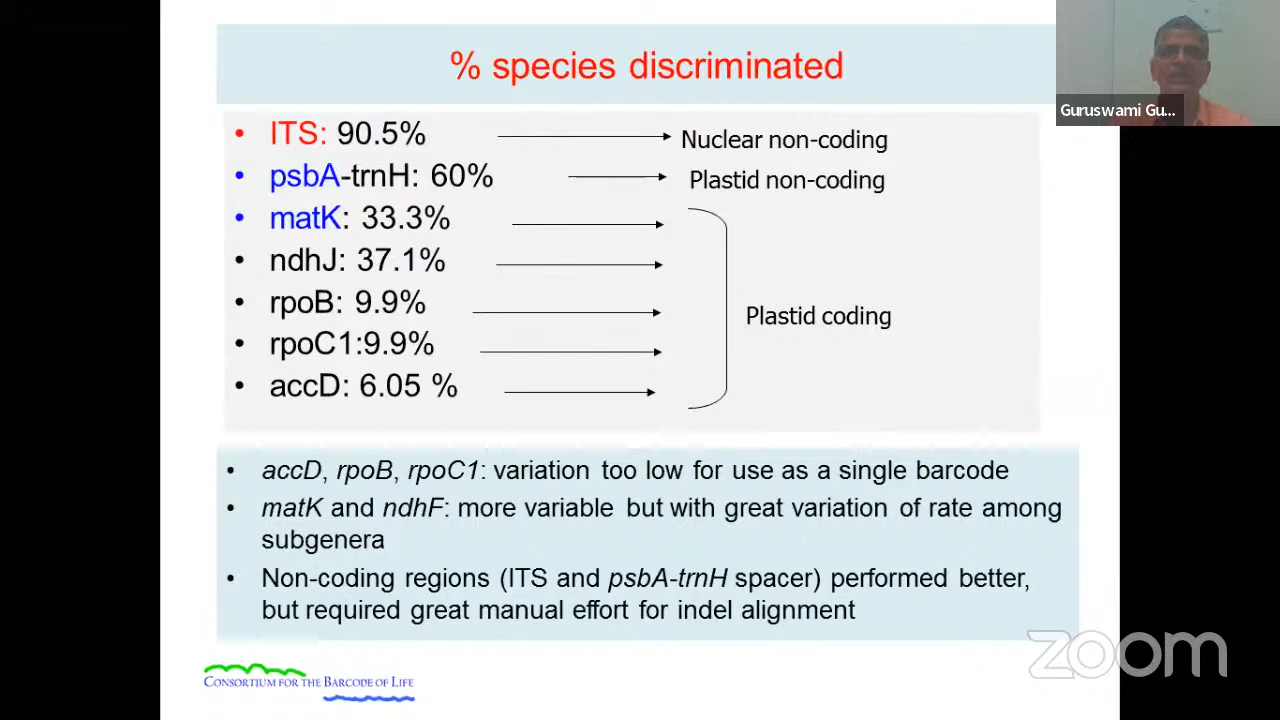 % species discriminated
Guruswami Gu...
• ITS: 90.5%
Nuclear non-coding
• psbA-trnH: 60%
Plastid non-coding
• matK: 33.3%
• ndhJ: 37.1%
• rpoB: 9.9%
Plastid coding
• rpoC1:9.9%
• accD: 6.05 %
• accD, rpoB, rpoC1: variation too low for use as a single barcode
• matK and ndhF: more variable but with great variation of rate among
subgenera
• Non-coding regions (ITS and psbA-trnH spacer) performed better,
but required great manual effort for indel alignment
zoom
CONSORTIUM FOR THE BARCODE OF LIFE